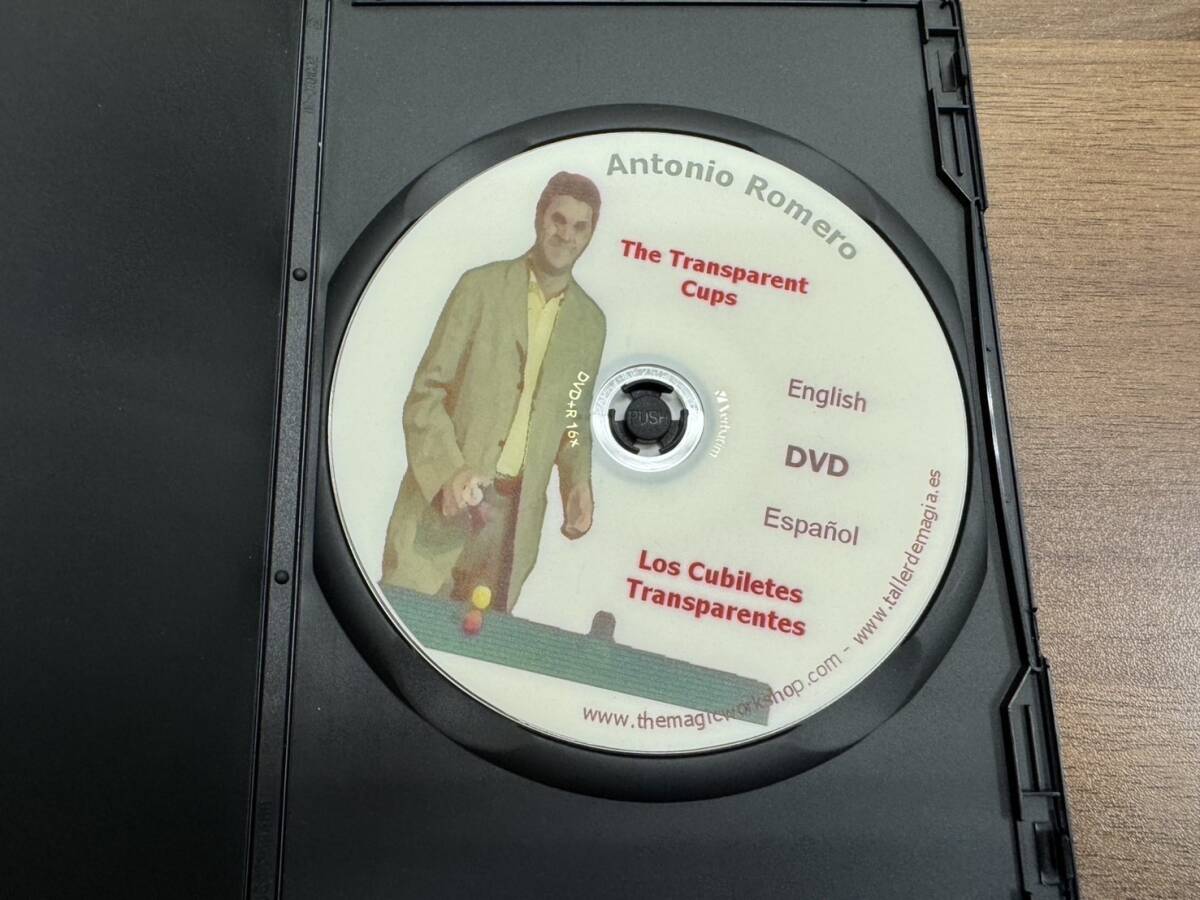 Antonio Romero
The Transparent
Cups
English
DVD
Español
Los Cubiletes
Transparentes
www.themagicworkshop.com - www.tallerdemagia.es
DVD+R 16x
Verbatim
PUSH